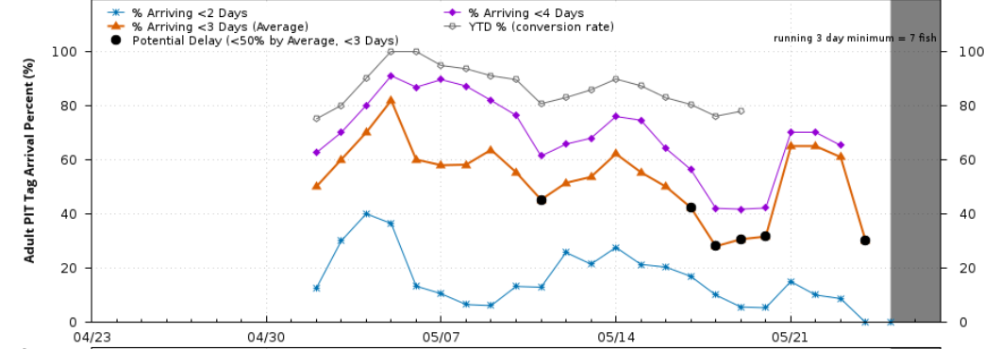 % Arriving <2 Days
% Arriving <4 Days
% Arriving <3 Days (Average)
YTD % (conversion rate)
Potential Delay (<50% by Average, <3 Days)
running 3 day minimum = 7 fish
Adult PIT Tag Arrival Percent (%)
100
80
60
40
20
0
100
80
60
40
20
0
04/23
04/30
05/07
05/14
05/21